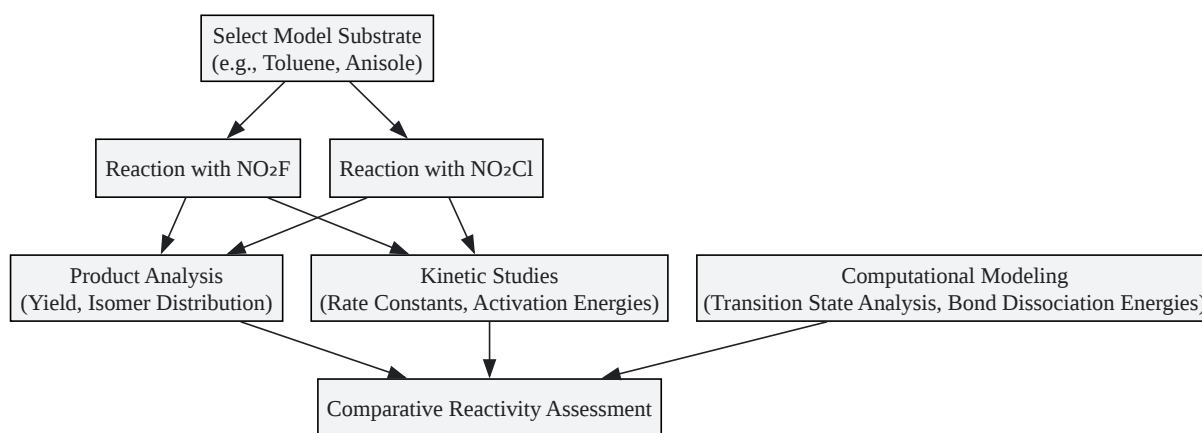 Select Model Substrate
(e.g., Toluene, Anisole)
Reaction with NO₂F
Reaction with NO₂Cl
Product Analysis
(Yield, Isomer Distribution)
Kinetic Studies
(Rate Constants, Activation Energies)
Computational Modeling
(Transition State Analysis, Bond Dissociation Energies)
Comparative Reactivity Assessment